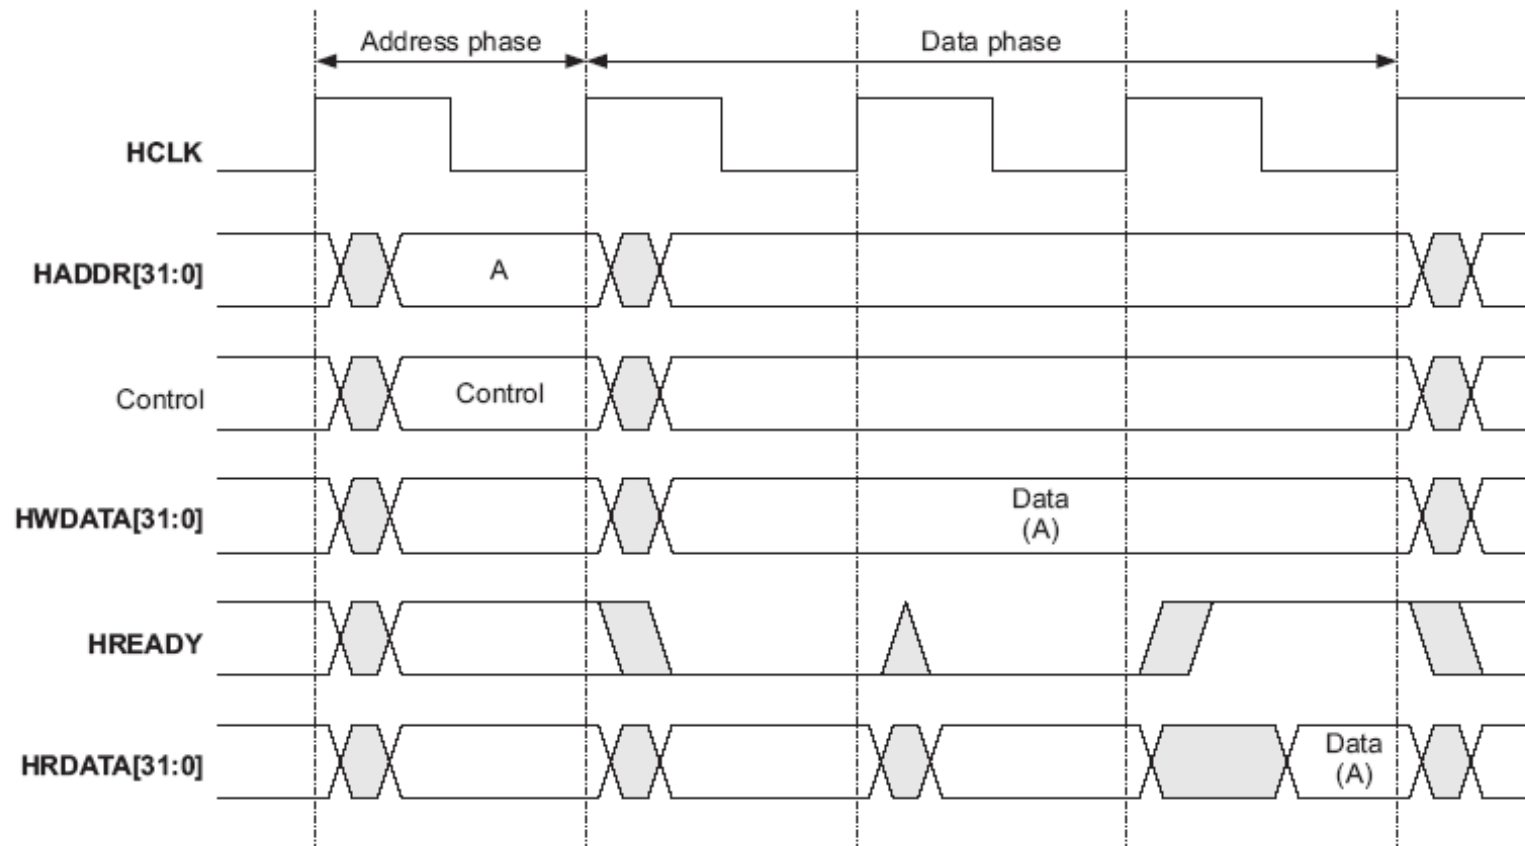 Address phase
Data phase
HCLK
HADDR[31:0]
A
Control
Control
HWDATA[31:0]
Data
(A)
HREADY
HRDATA[31:0]
Data
(A)